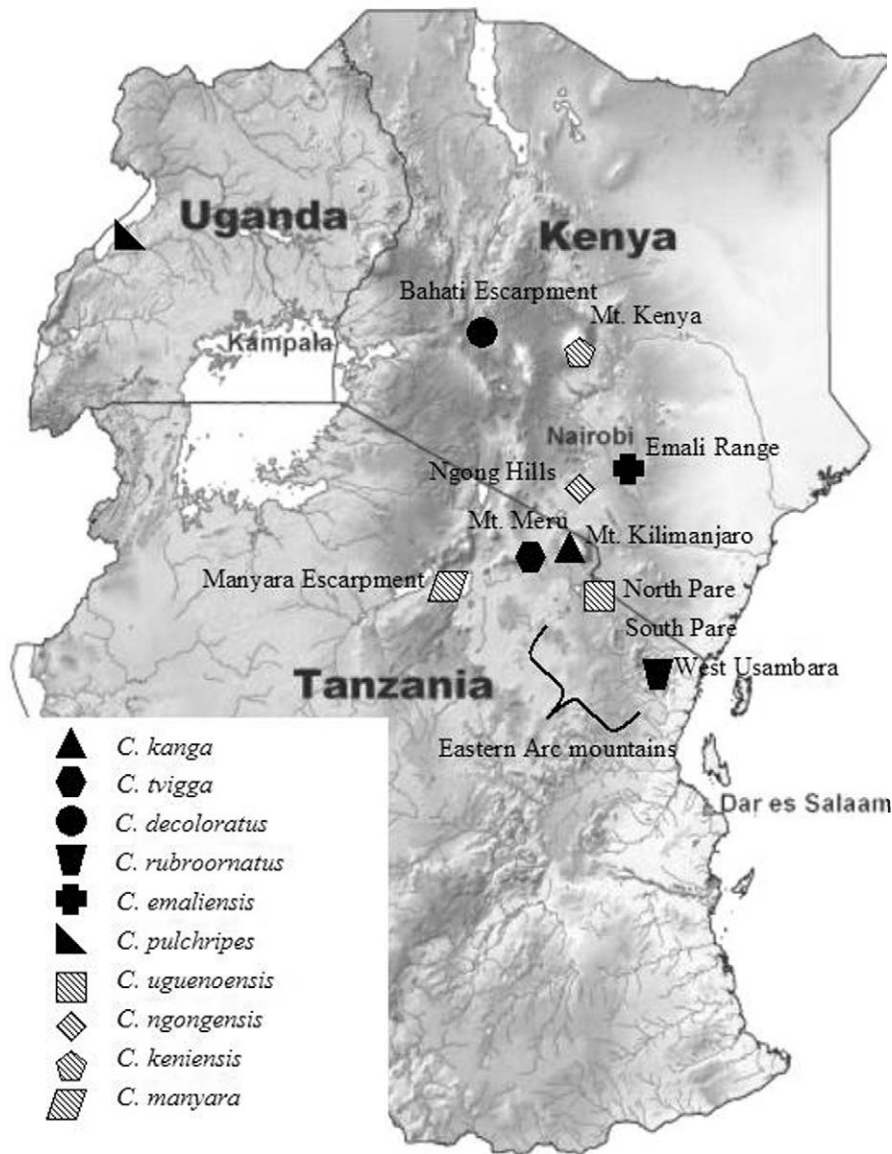 Uganda
Kenya
Bahati Escarpment
Mt. Kenya
Kampala
Nairobi
Emali Range
Ngong Hills
Mt. Meru
Mt. Kilimanjaro
Manyara Escarpment
North Pare
South Pare
West Usambara
Tanzania
Eastern Arc mountains
Dar es Salaam
C. kanga
C. tvigga
C. decoloratus
C. rubroornatus
C. emaliensis
C. pulchripes
C. uguenoensis
C. ngongensis
C. keniensis
C. manyara